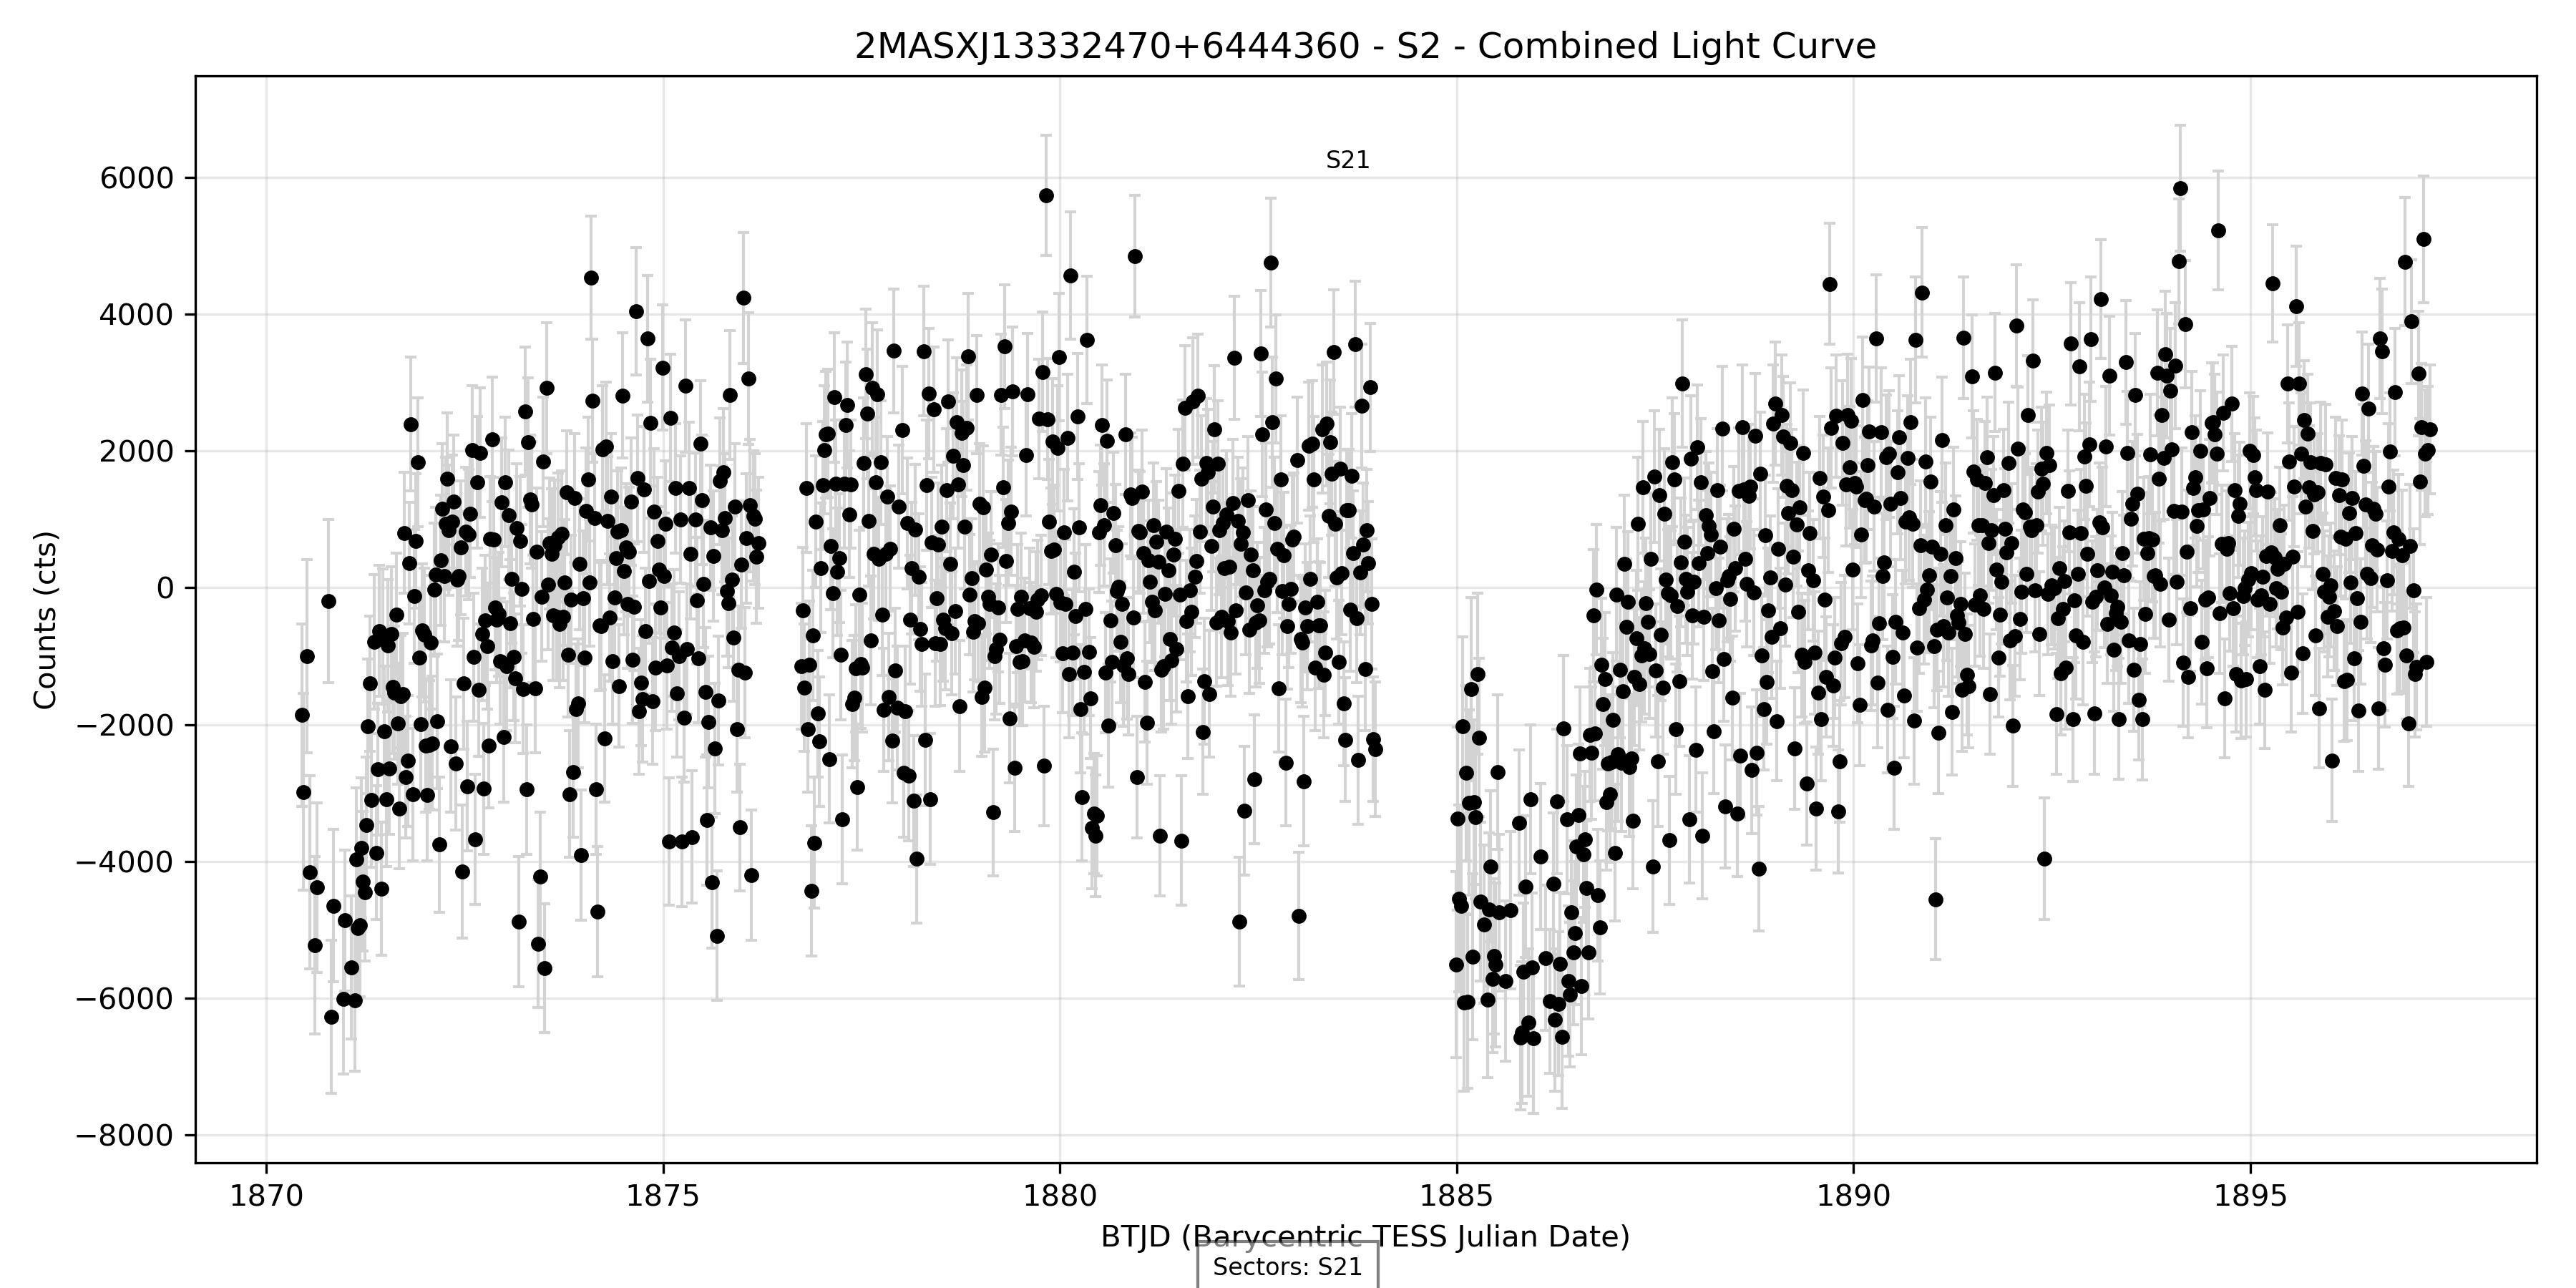 2MASXJ13332470+6444360 - S2 - Combined Light Curve
S21
6000
4000
2000
0
−2000
−4000
−6000
−8000
Counts (cts)
1870 1875 1880 1885 1890 1895
BTJD (Barycentric TESS Julian Date)
Sectors: S21